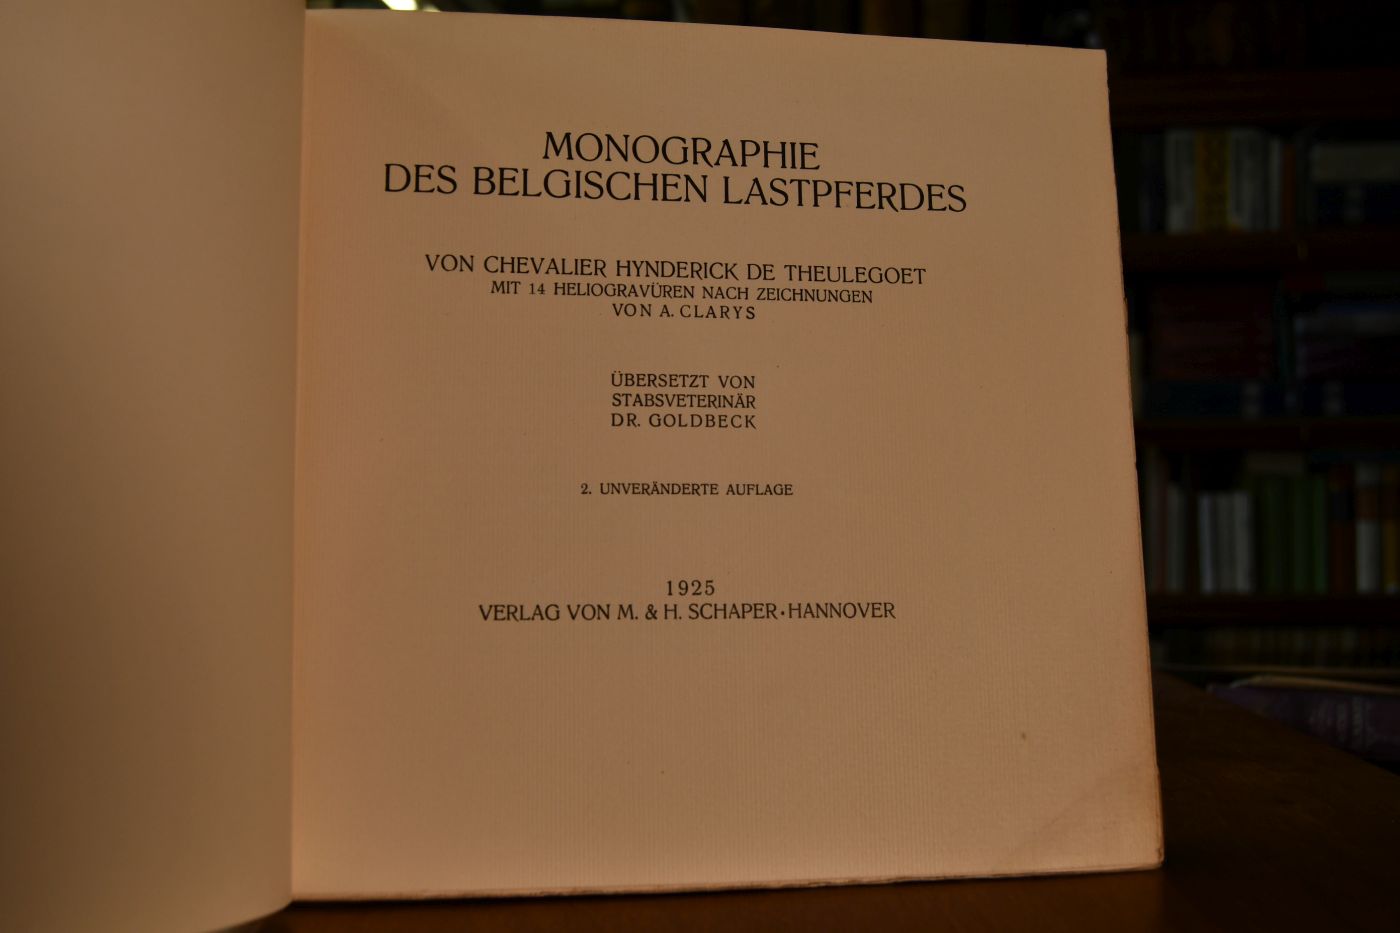 MONOGRAPHIE
DES BELGISCHEN LASTPFERDES
VON CHEVALIER HYNDERICK DE THEULEGOET
MIT 14 HELIOGRAVÜREN NACH ZEICHNUNGEN
VON A. CLARYS
ÜBERSETZT VON
STABSVETERINÄR
DR. GOLDBECK
2. UNVERÄNDERTE AUFLAGE
1925
VERLAG VON M. & H. SCHAPER · HANNOVER